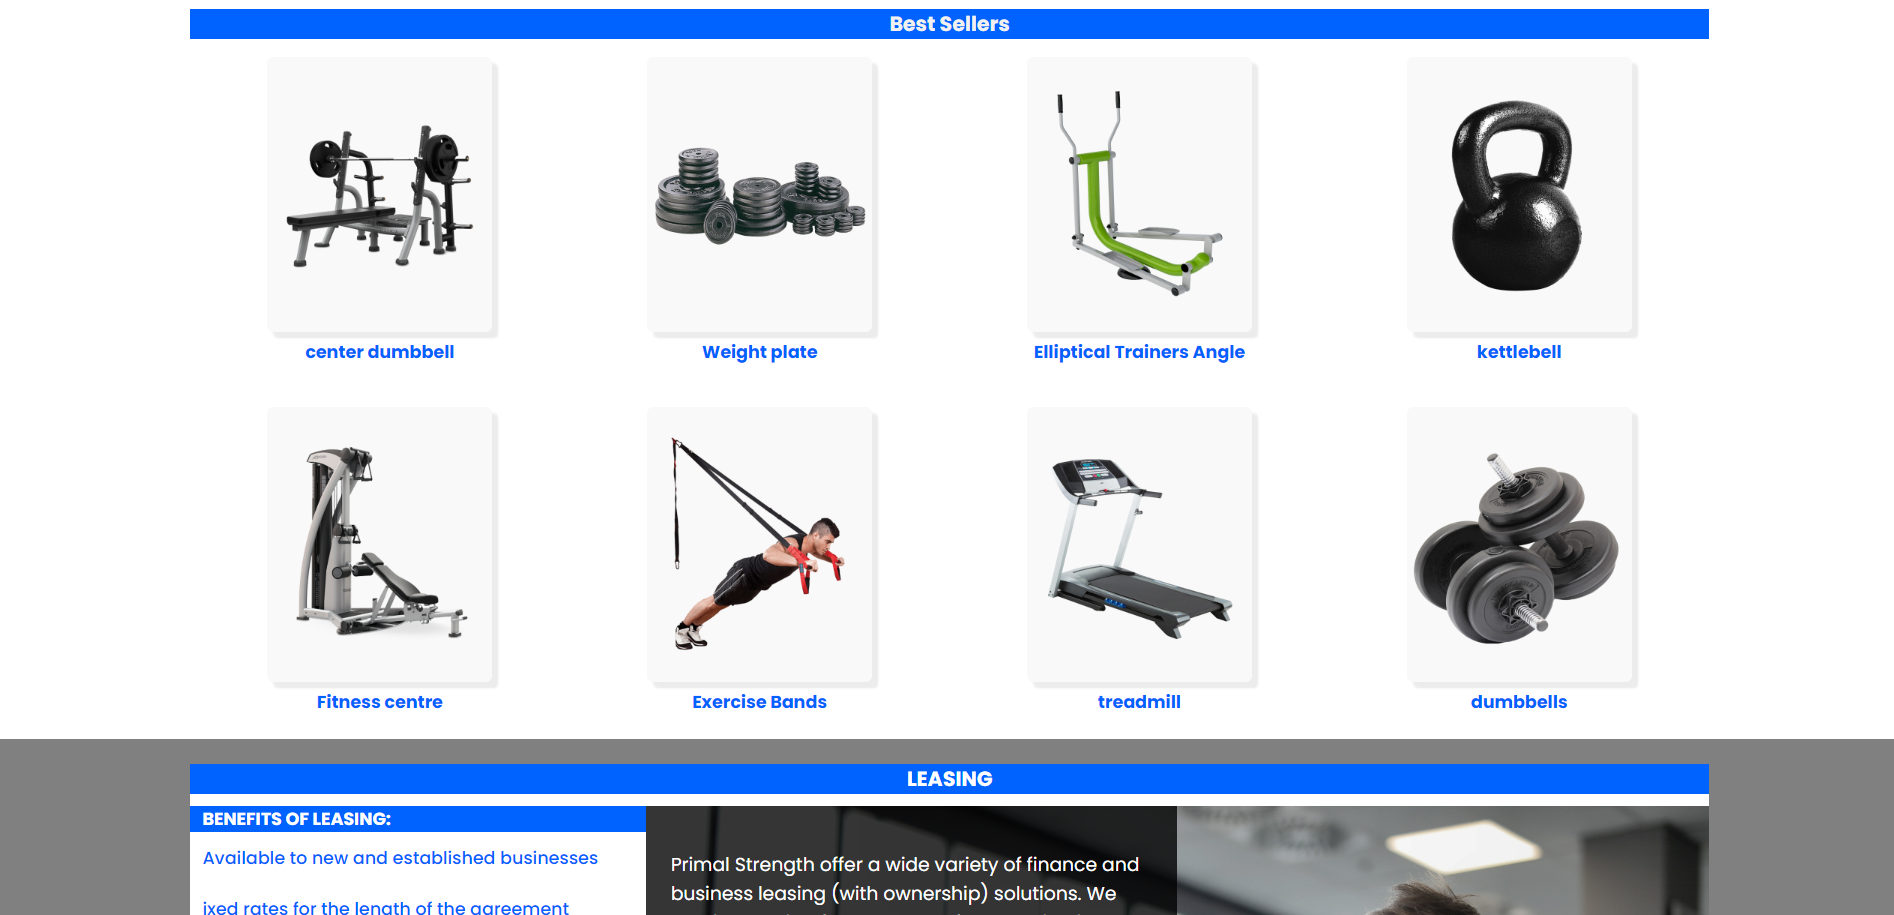 Best Sellers
center dumbbell
Weight plate
Elliptical Trainers Angle
kettlebell
Fitness centre
Exercise Bands
treadmill
dumbbells
LEASING
BENEFITS OF LEASING:
Available to new and established businesses
ixed rates for the length of the agreement
Primal Strength offer a wide variety of finance and
business leasing (with ownership) solutions. We